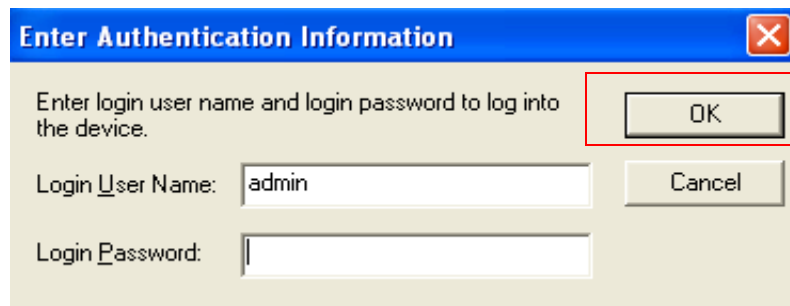 Enter Authentication Information
Enter login user name and login password to log into
the device.
OK
Login User Name: admin
Cancel
Login Password: